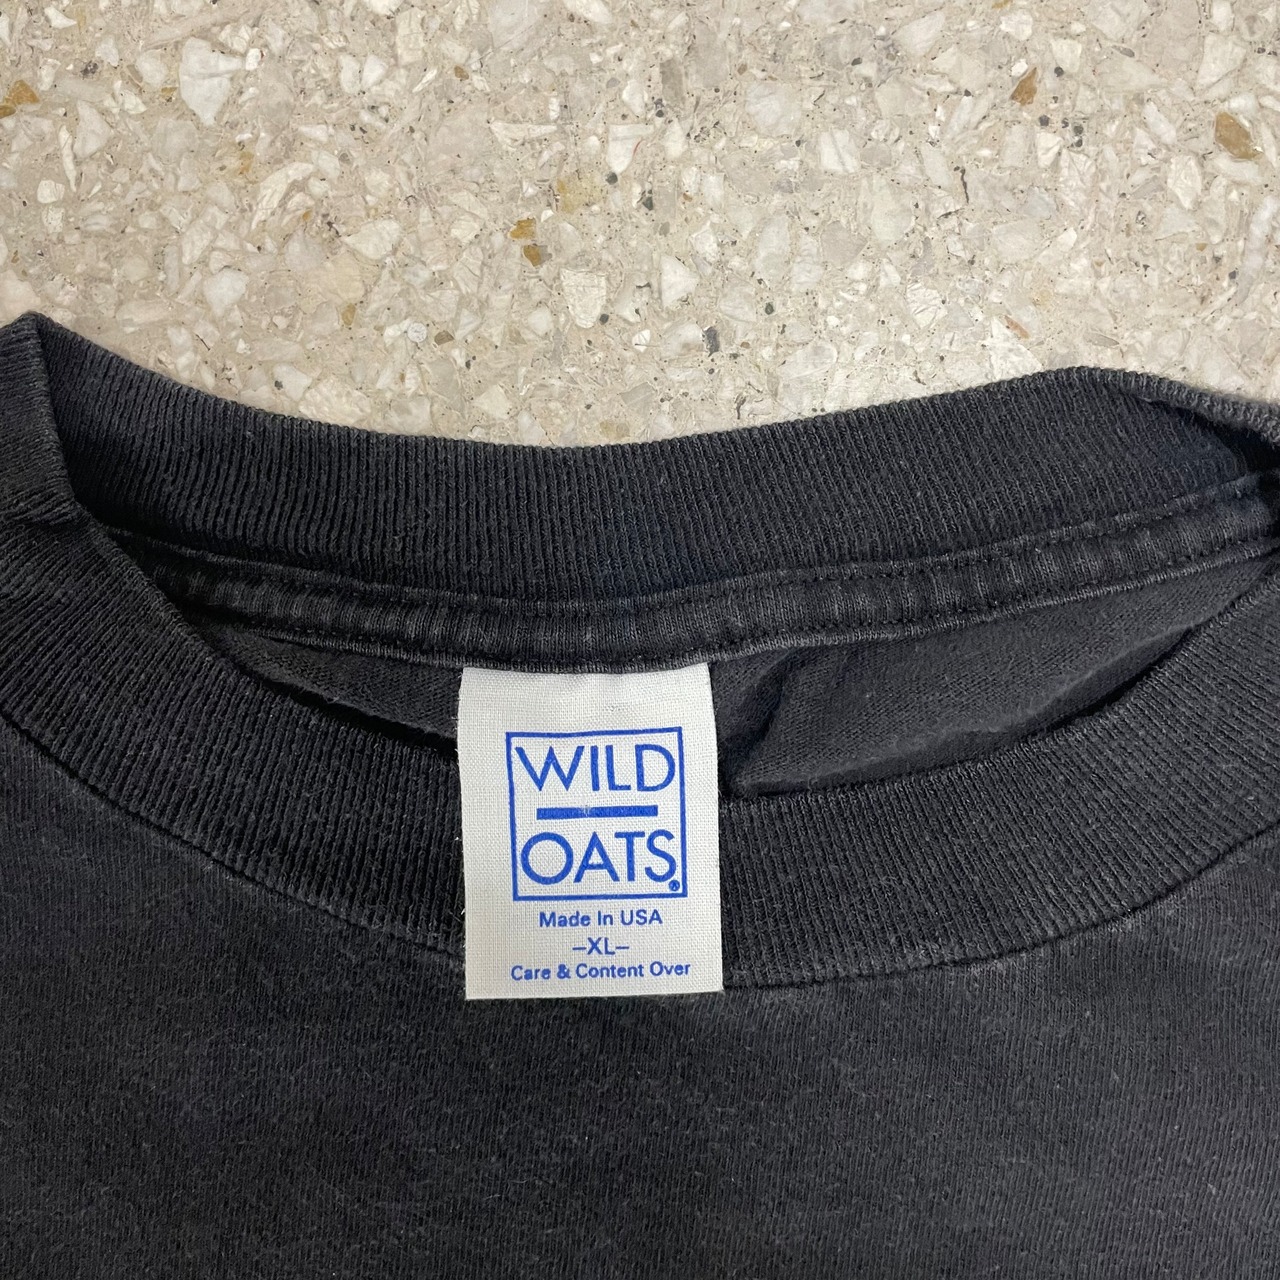 WILD
OATS®
Made In USA
–XL–
Care & Content Over